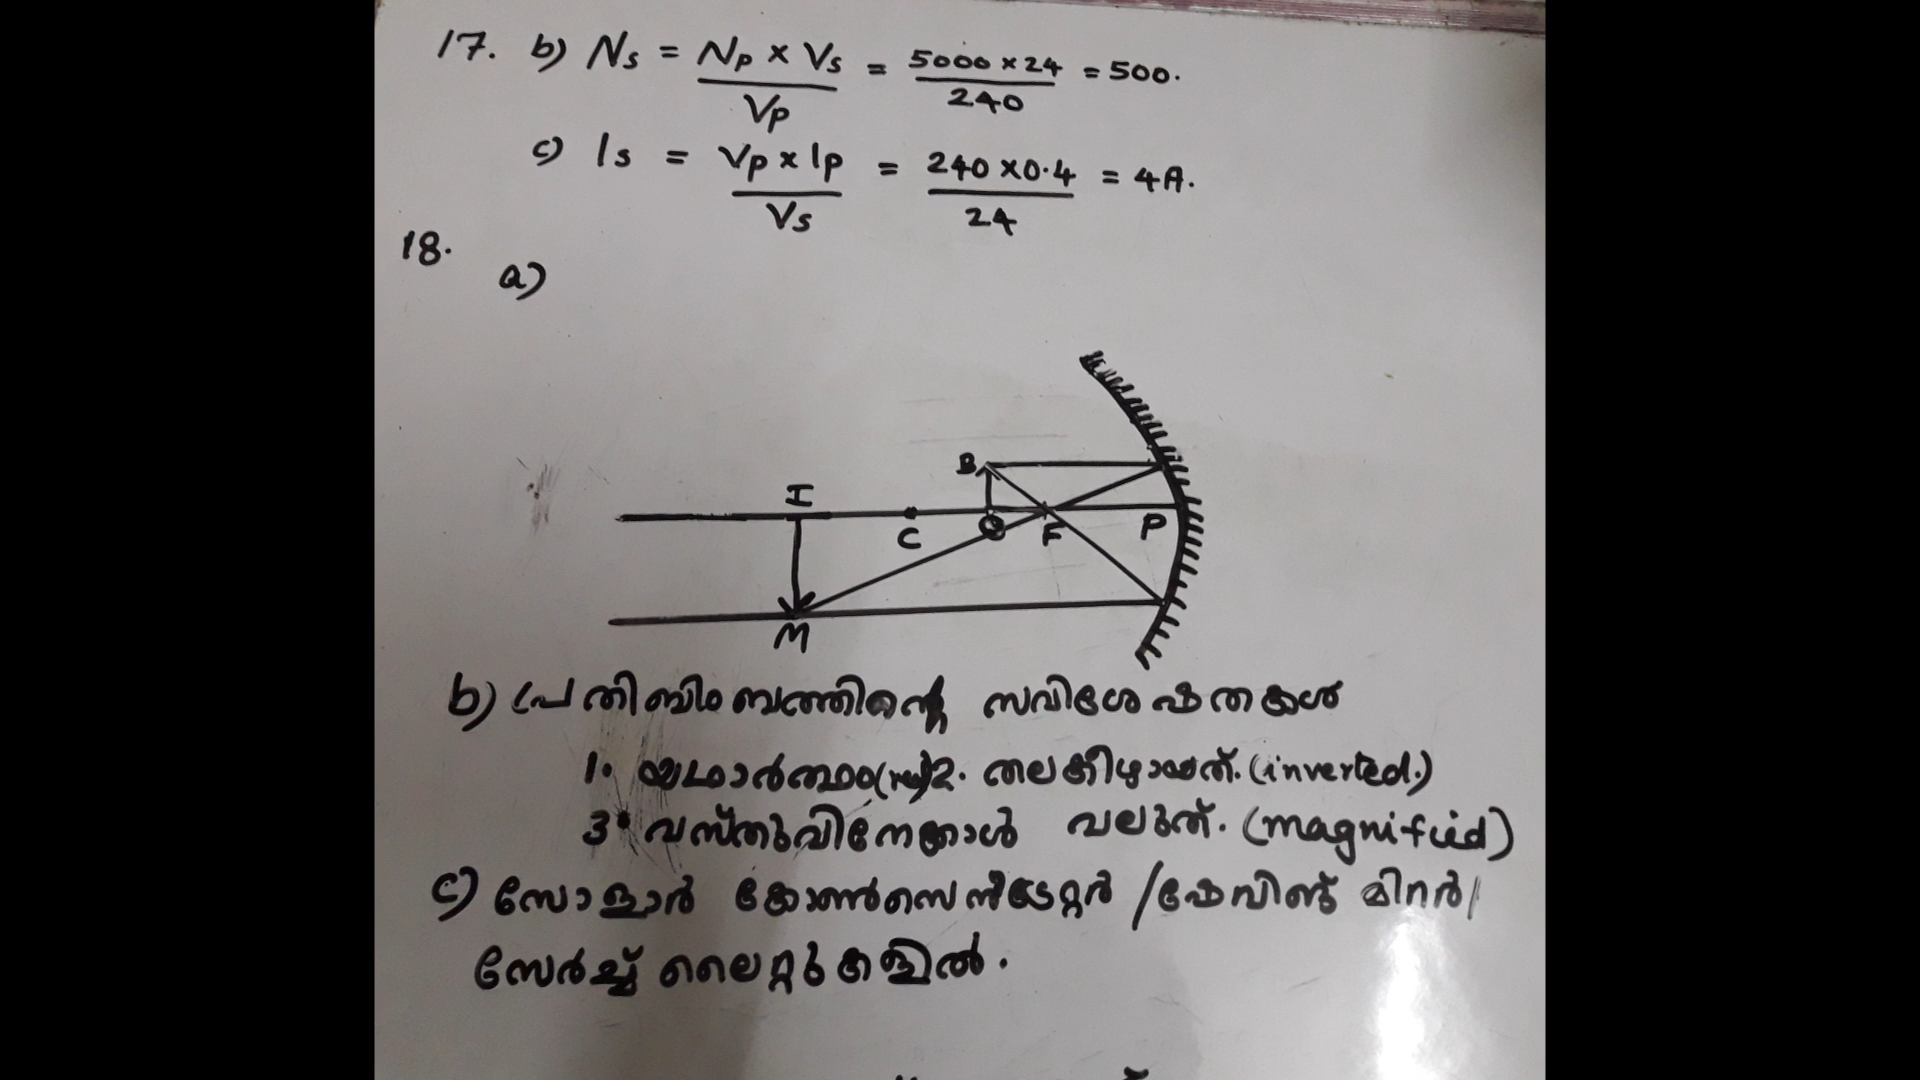 17. b) Ns = Np x Vs / Vp = 5000 x 24 / 240 = 500.
c) Is = Vp x Ip / Vs = 240 x 0.4 / 24 = 4A.
18.
a)
B
I
C
O
F
P
M
b) പ്രതിബിംബത്തിന്റെ സവിശേഷതകൾ
1. യഥാർത്ഥം (real) 2. തലകീഴായത്. (inverted.)
3. വസ്തുവിനേക്കാൾ വലുത്. (magnified)
c) സോളാർ കോൺസെൻട്രേറ്റർ / ഷേവിങ്ങ് മിറർ /
സേർച്ച് ലൈറ്റുകളിൽ.